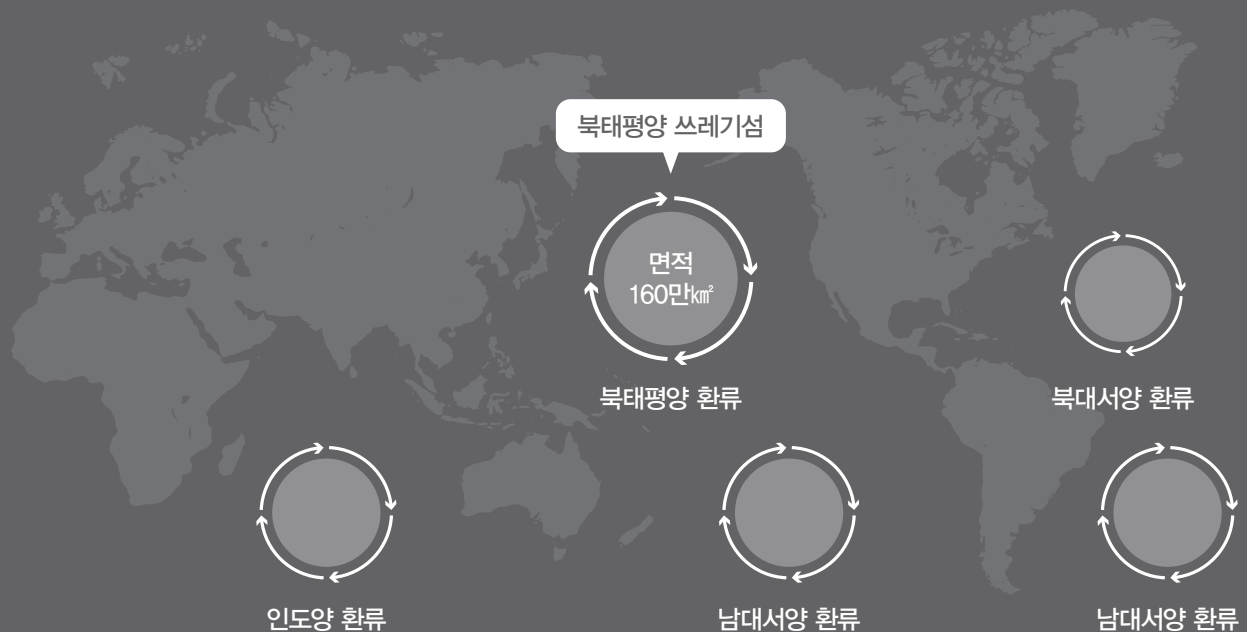 북태평양 쓰레기섬
면적
160만㎢
북태평양 환류
북대서양 환류
인도양 환류
남대서양 환류
남대서양 환류